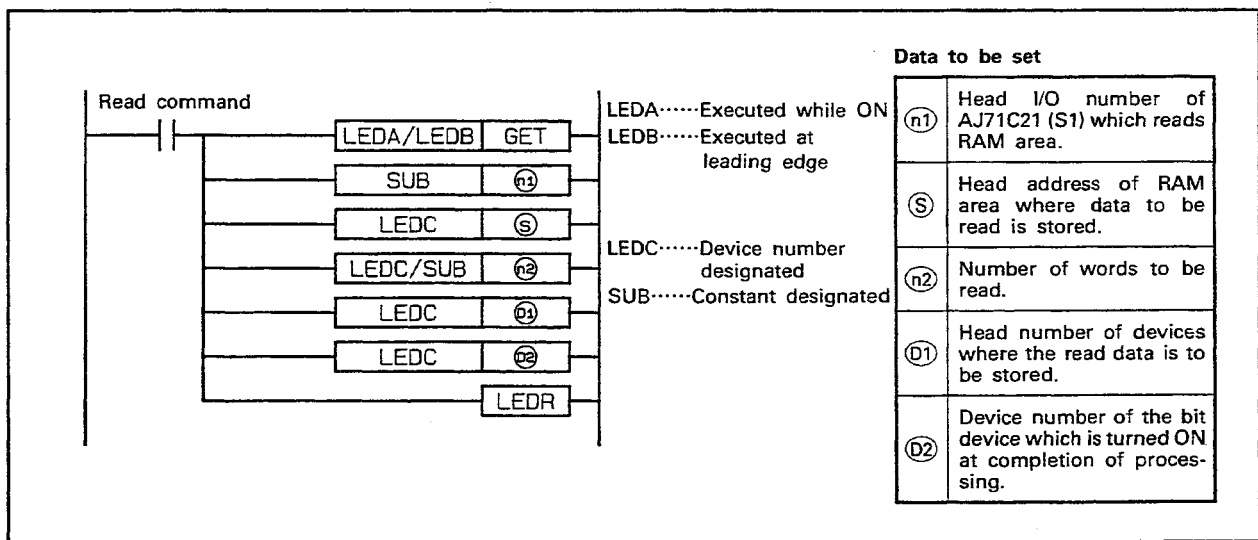 Read command
LEDA/LEDB GET
SUB n1
LEDC S
LEDC/SUB n2
LEDC D1
LEDC D2
LEDR
LEDA······Executed while ON
LEDB······Executed at
leading edge
LEDC······Device number
designated
SUB······Constant designated
Data to be set
n1 Head I/O number of
AJ71C21 (S1) which reads
RAM area.
S Head address of RAM
area where data to be
read is stored.
n2 Number of words to be
read.
D1 Head number of devices
where the read data is to
be stored.
D2 Device number of the bit
device which is turned ON
at completion of proces-
sing.